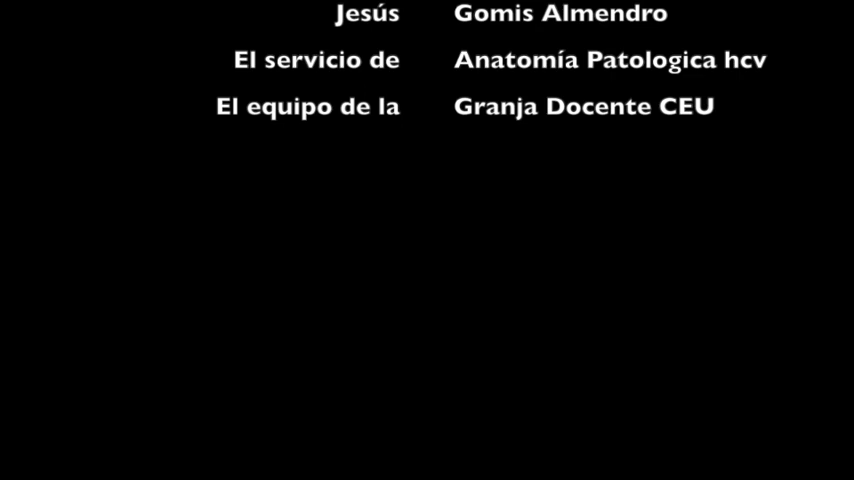 Jesús Gomis Almendro
El servicio de Anatomía Patologica hcv
El equipo de la Granja Docente CEU